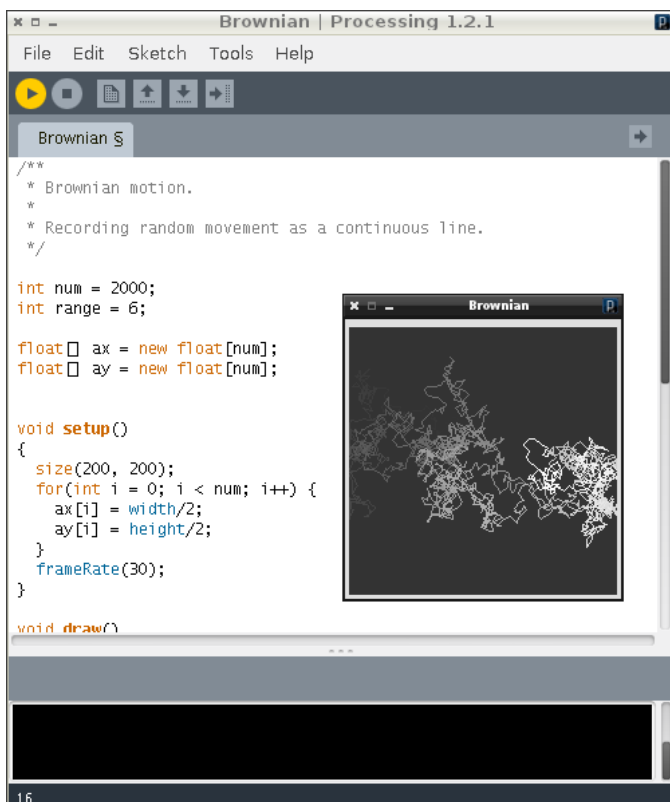 Brownian | Processing 1.2.1
File Edit Sketch Tools Help
Brownian §
/**
 * Brownian motion.
 *
 * Recording random movement as a continuous line.
 */
int num = 2000;
int range = 6;
float[] ax = new float[num];
float[] ay = new float[num];
void setup()
{
  size(200, 200);
  for(int i = 0; i < num; i++) {
    ax[i] = width/2;
    ay[i] = height/2;
  }
  frameRate(30);
}
void draw()
Brownian
16